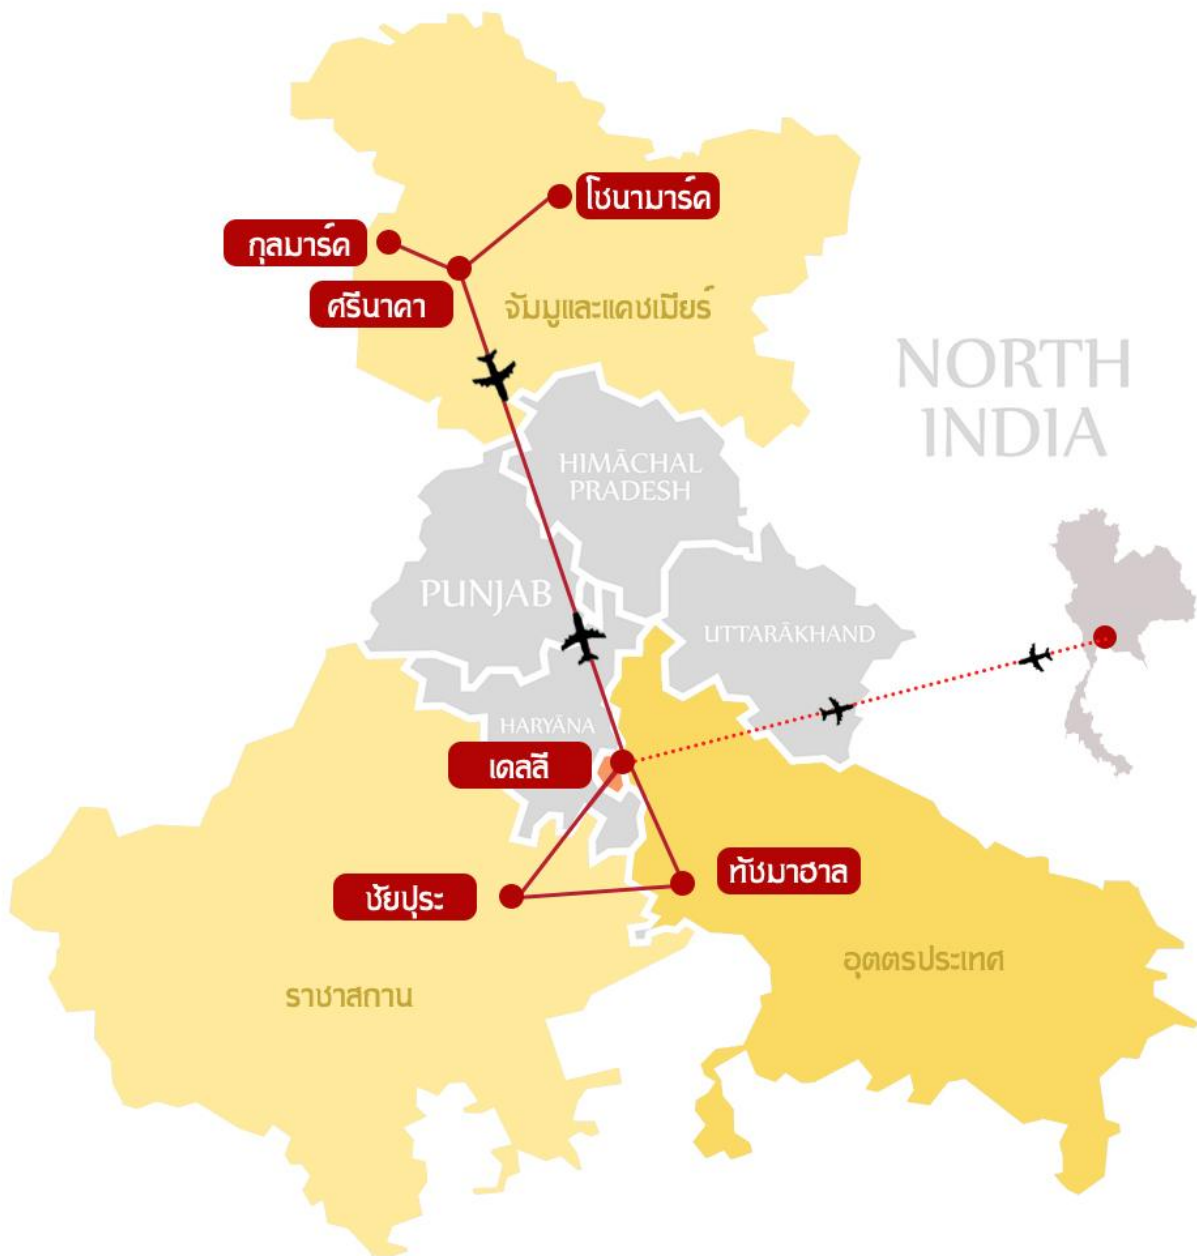 โซนามาร์ค
กุลมาร์ค
ศรีนาคา
จัมมูและแคชเมียร์
NORTH
INDIA
HIMĀCHAL
PRADESH
PUNJAB
UTTARĀKHAND
HARYĀNA
เดลลี
ทัชมาฮาล
ชัยปุระ
อุตตรประเทศ
ราชาสถาน